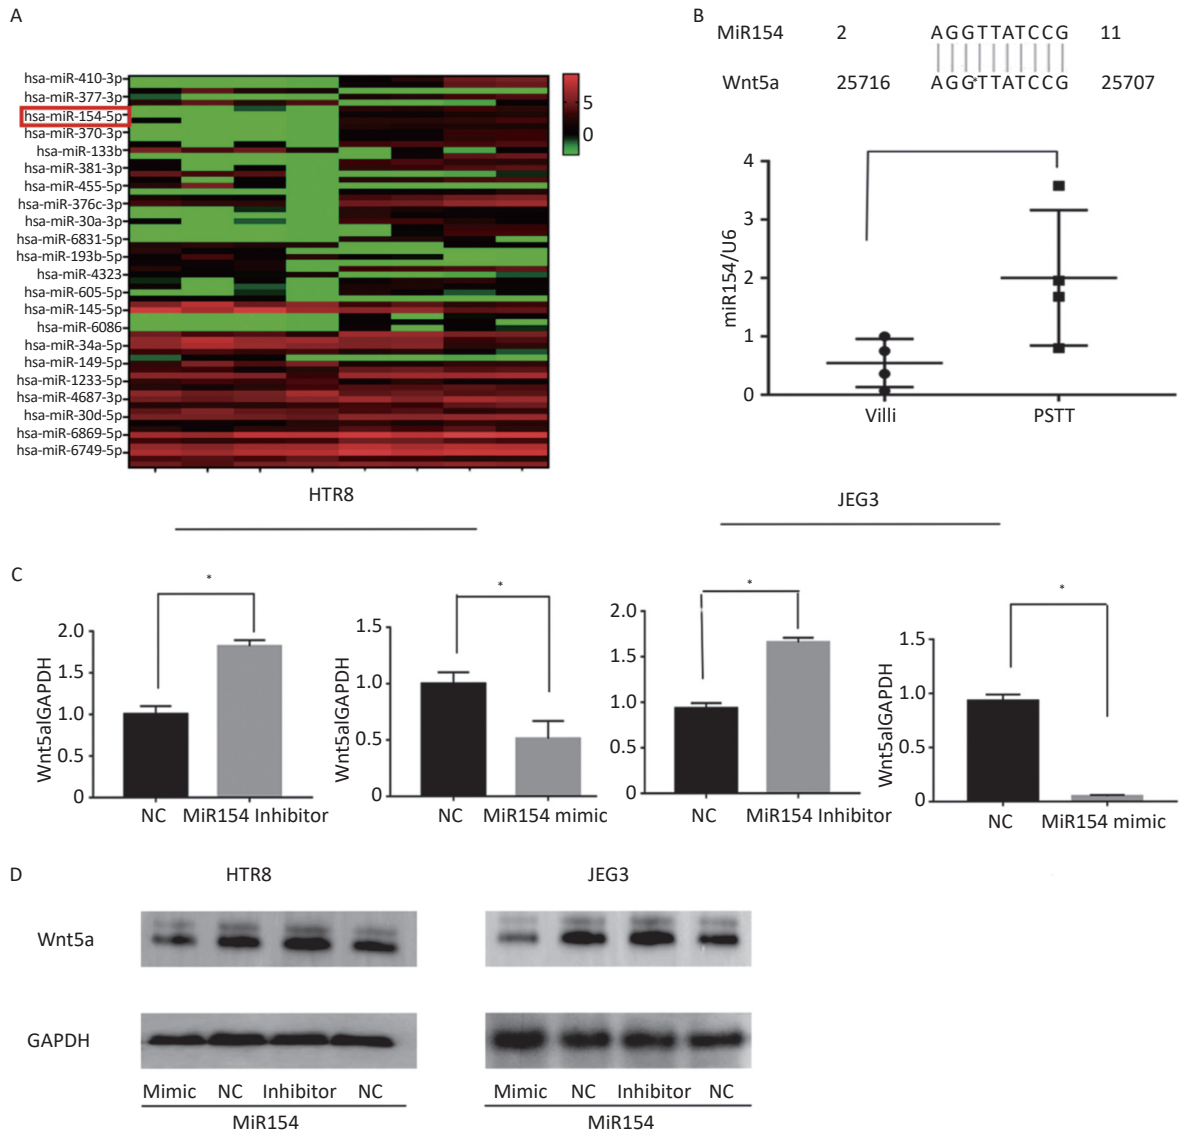 A
hsa-miR-410-3p
hsa-miR-377-3p
hsa-miR-154-5p
hsa-miR-370-3p
hsa-miR-133b
hsa-miR-381-3p
hsa-miR-455-5p
hsa-miR-376c-3p
hsa-miR-30a-3p
hsa-miR-6831-5p
hsa-miR-193b-5p
hsa-miR-4323
hsa-miR-605-5p
hsa-miR-145-5p
hsa-miR-6086
hsa-miR-34a-5p
hsa-miR-149-5p
hsa-miR-1233-5p
hsa-miR-4687-3p
hsa-miR-30d-5p
hsa-miR-6869-5p
hsa-miR-6749-5p
5
0
B
MiR154 2 AGGTTATCCG 11
Wnt5a 25716 AGG*TTATCCG 25707
miR154/U6
4
3
2
1
0
Villi PSTT
HTR8 JEG3
C
*
Wnt5alGAPDH
2.0
1.5
1.0
0.5
0
NC MiR154 Inhibitor
*
Wnt5alGAPDH
1.5
1.0
0.5
0
NC MiR154 mimic
*
2.0
1.5
1.0
0.5
0
NC MiR154 Inhibitor
*
Wnt5alGAPDH
1.5
1.0
0.5
0
NC MiR154 mimic
D
HTR8 JEG3
Wnt5a
GAPDH
Mimic NC Inhibitor NC Mimic NC Inhibitor NC
MiR154 MiR154